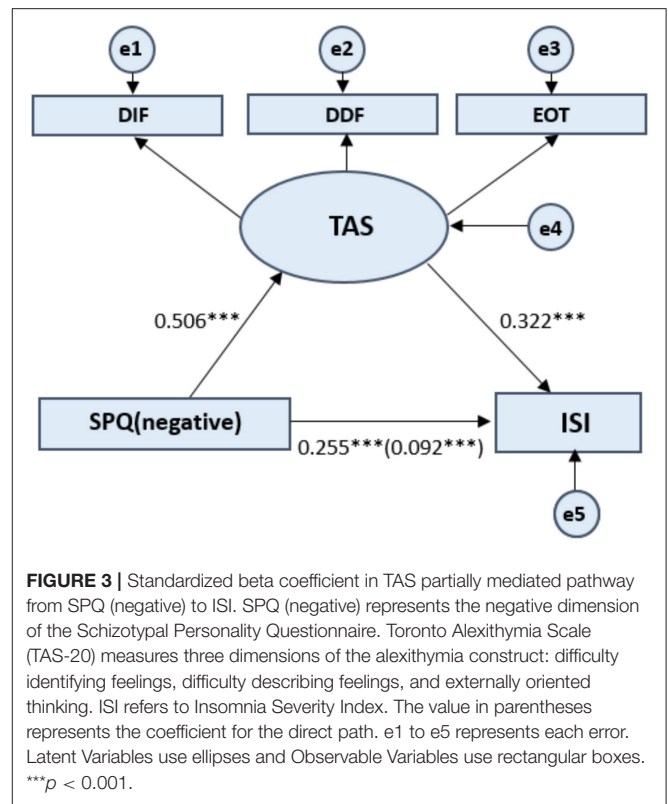 e1 e2 e3
DIF DDF EOT
TAS
e4
0.506*** 0.322***
SPQ(negative) ISI
0.255***(0.092***)
e5
FIGURE 3 | Standardized beta coefficient in TAS partially mediated pathway
from SPQ (negative) to ISI. SPQ (negative) represents the negative dimension
of the Schizotypal Personality Questionnaire. Toronto Alexithymia Scale
(TAS-20) measures three dimensions of the alexithymia construct: difficulty
identifying feelings, difficulty describing feelings, and externally oriented
thinking. ISI refers to Insomnia Severity Index. The value in parentheses
represents the coefficient for the direct path. e1 to e5 represents each error.
Latent Variables use ellipses and Observable Variables use rectangular boxes.
***p < 0.001.